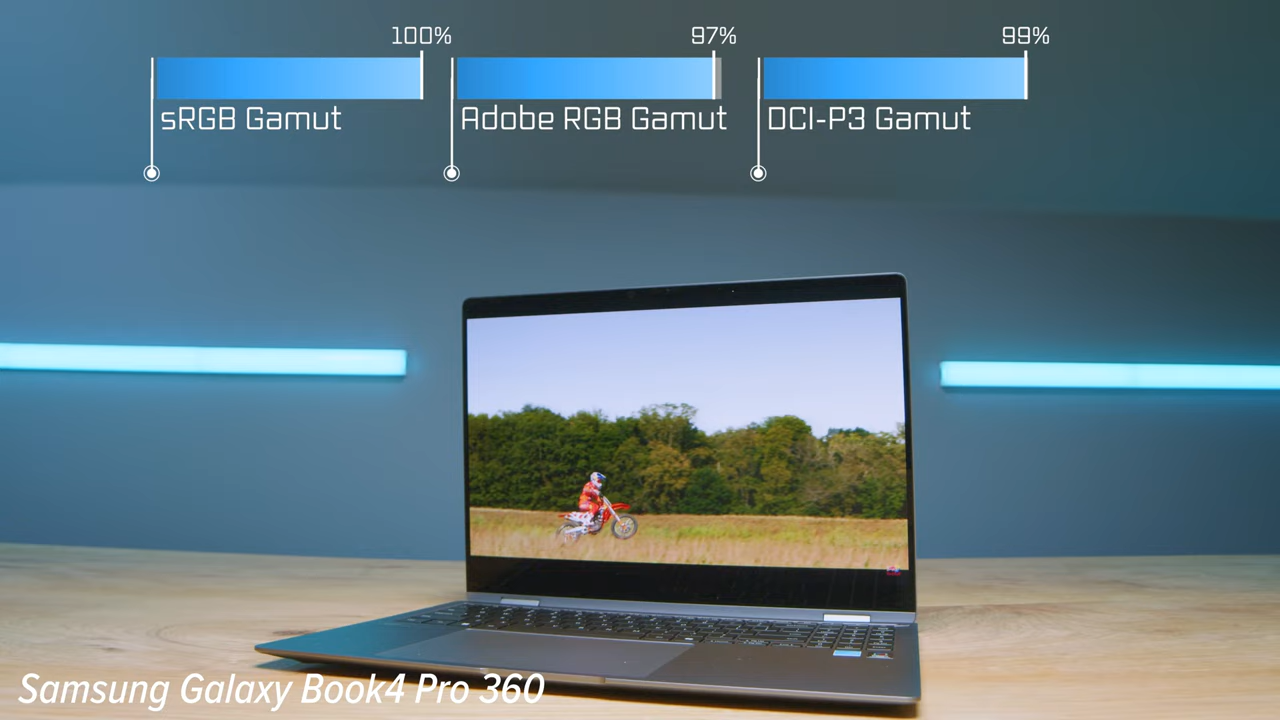 100%
97%
99%
sRGB Gamut
Adobe RGB Gamut
DCI-P3 Gamut
Samsung Galaxy Book4 Pro 360